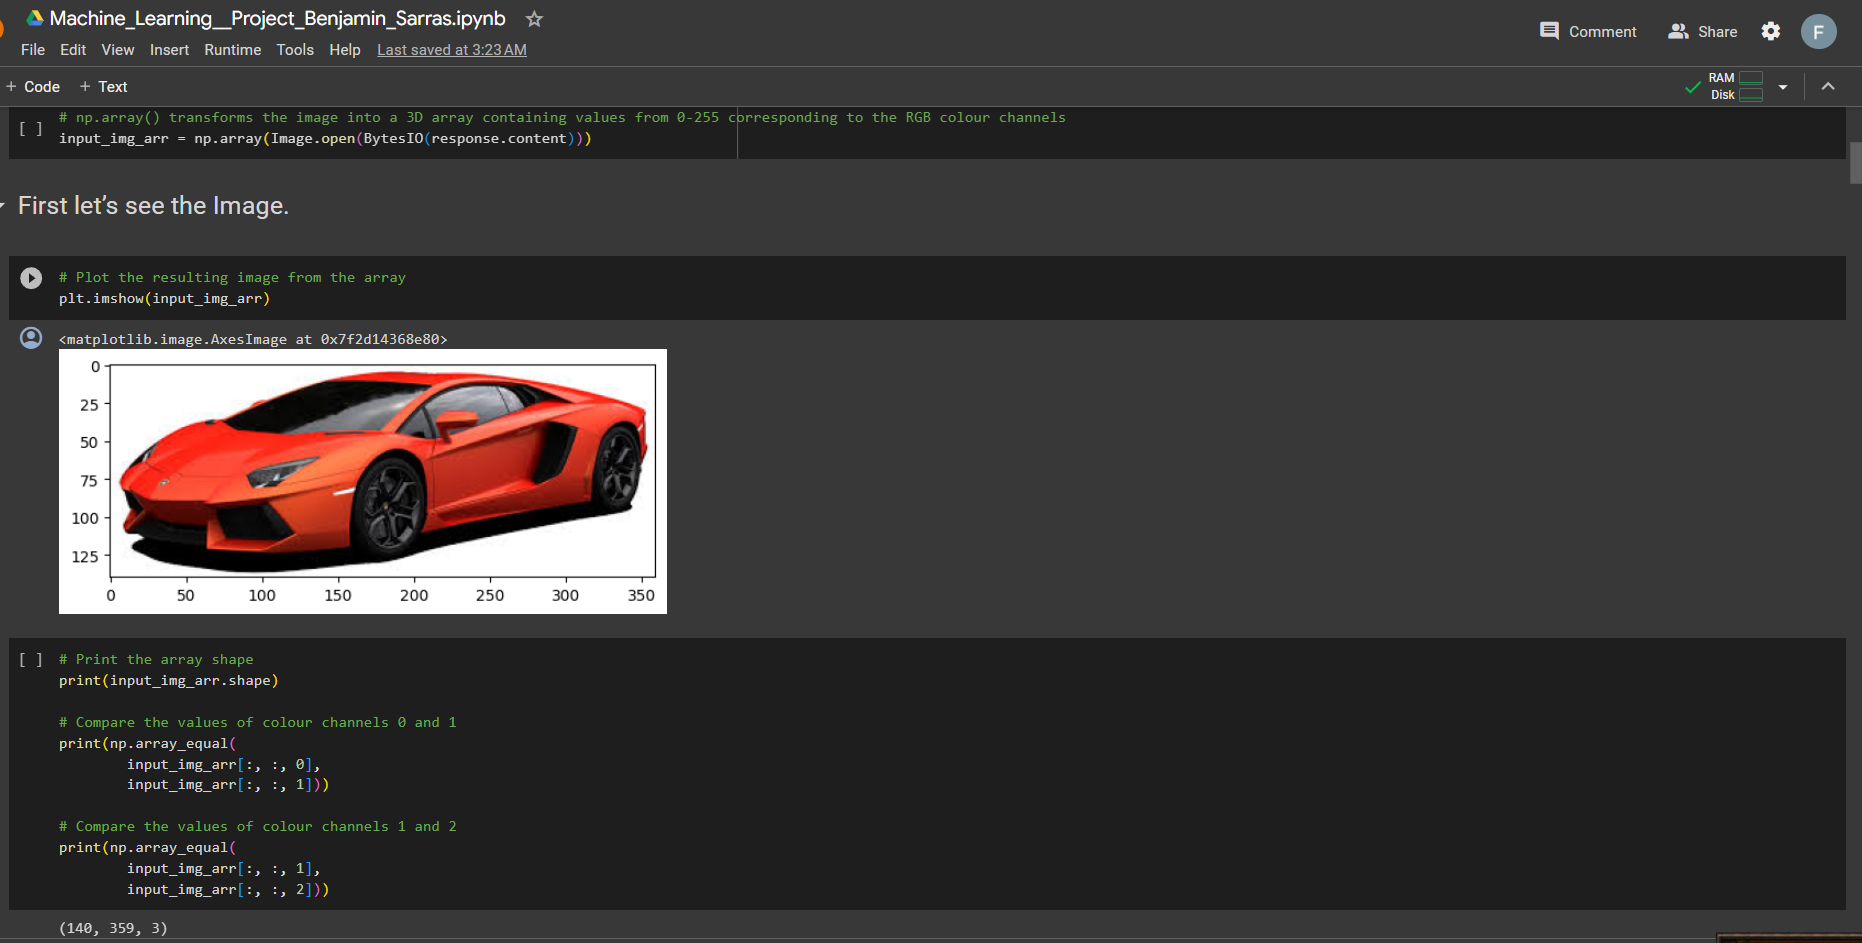 Machine_Learning__Project_Benjamin_Sarras.ipynb
Comment
Share
F
File Edit View Insert Runtime Tools Help Last saved at 3:23 AM
+ Code + Text
RAM
Disk
[ ]
# np.array() transforms the image into a 3D array containing values from 0-255 corresponding to the RGB colour channels
input_img_arr = np.array(Image.open(BytesIO(response.content)))
First let’s see the Image.
# Plot the resulting image from the array
plt.imshow(input_img_arr)
<matplotlib.image.AxesImage at 0x7f2d14368e80>
0
25
50
75
100
125
0 50 100 150 200 250 300 350
[ ] # Print the array shape
print(input_img_arr.shape)
# Compare the values of colour channels 0 and 1
print(np.array_equal(
input_img_arr[:, :, 0],
input_img_arr[:, :, 1]))
# Compare the values of colour channels 1 and 2
print(np.array_equal(
input_img_arr[:, :, 1],
input_img_arr[:, :, 2]))
(140, 359, 3)